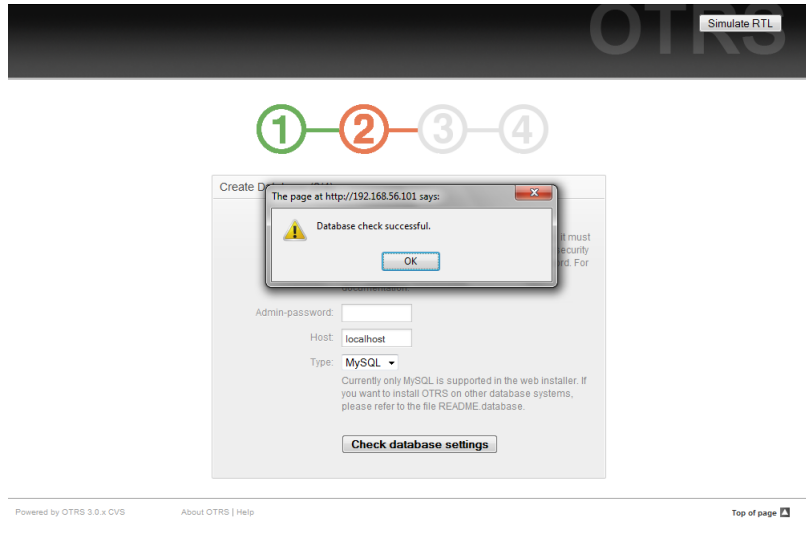 OTRS
Simulate RTL
1
2
3
4
Create D
The page at http://192.168.56.101 says:
Database check successful.
OK
it must
security
For
documentation.
Admin-password:
Host: localhost
Type: MySQL
Currently only MySQL is supported in the web installer. If
you want to install OTRS on other database systems,
please refer to the file README.database.
Check database settings
Powered by OTRS 3.0.x CVS
About OTRS | Help
Top of page